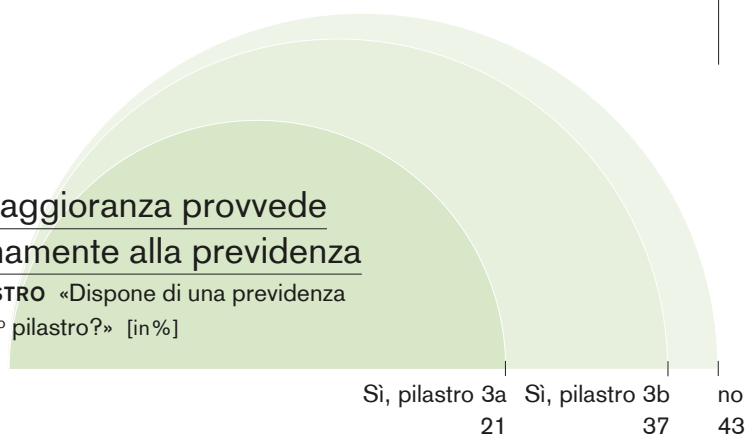 aggioranza provvede
amente alla previdenza
STRO «Dispone di una previdenza
° pilastro?» [in%]
Sì, pilastro 3a Sì, pilastro 3b no
21 37 43